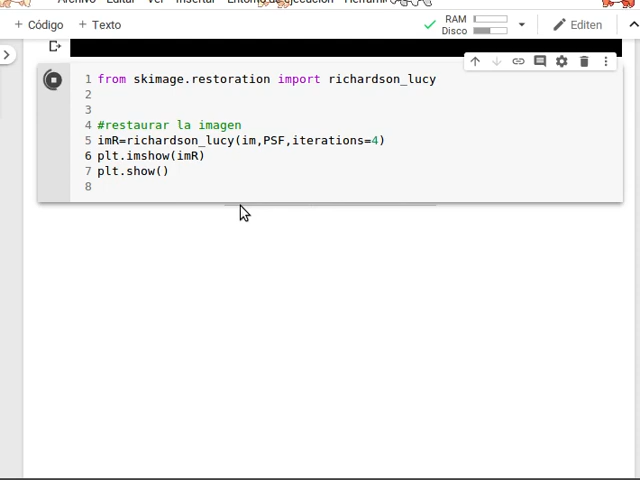 Archivo Editar Ver Insertar Entorno de ejecución
+ Código + Texto
RAM
Disco
Editen
1 from skimage.restoration import richardson_lucy
2
3
4 #restaurar la imagen
5 imR=richardson_lucy(im,PSF,iterations=4)
6 plt.imshow(imR)
7 plt.show()
8